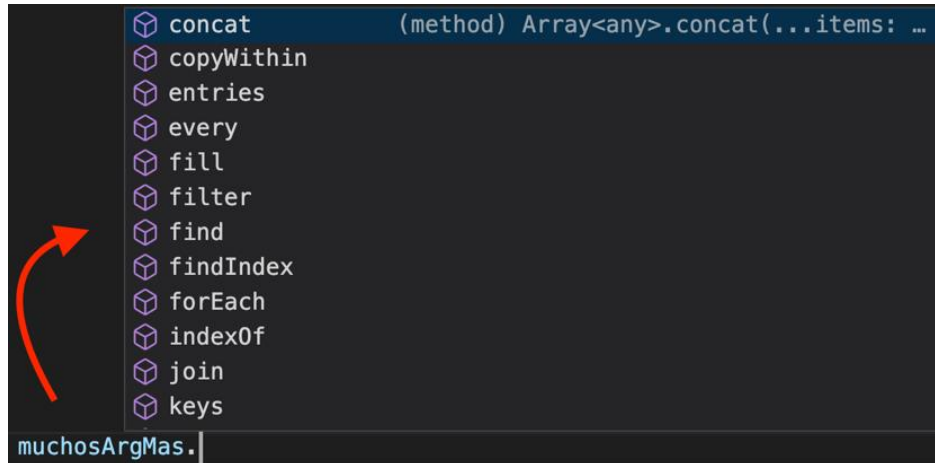 concat (method) Array<any>.concat(...items: …
copyWithin
entries
every
fill
filter
find
findIndex
forEach
indexOf
join
keys
muchosArgMas.